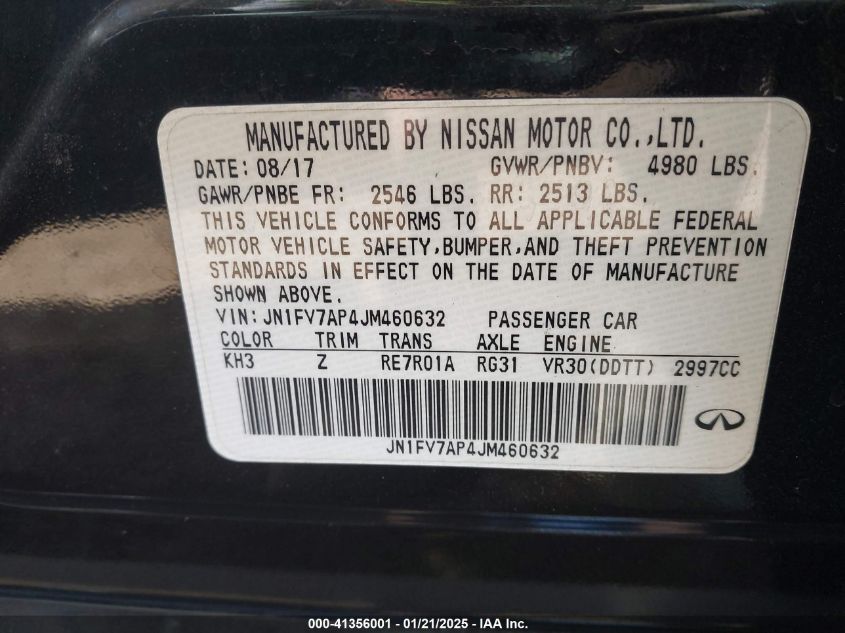 MANUFACTURED BY NISSAN MOTOR CO.,LTD.
DATE: 08/17 GVWR/PNBV: 4980 LBS.
GAWR/PNBE FR: 2546 LBS. RR: 2513 LBS.
THIS VEHICLE CONFORMS TO ALL APPLICABLE FEDERAL
MOTOR VEHICLE SAFETY,BUMPER,AND THEFT PREVENTION
STANDARDS IN EFFECT ON THE DATE OF MANUFACTURE
SHOWN ABOVE.
VIN: JN1FV7AP4JM460632 PASSENGER CAR
COLOR TRIM TRANS AXLE ENGINE
KH3 Z RE7R01A RG31 VR30(DDTT) 2997CC
JN1FV7AP4JM460632
000-41356001 - 01/21/2025 - IAA Inc.